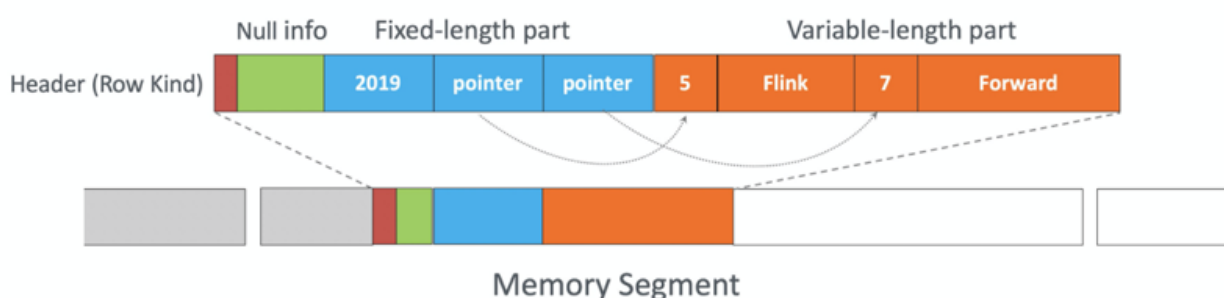 Null info Fixed-length part Variable-length part
Header (Row Kind) 2019 pointer pointer 5 Flink 7 Forward
Memory Segment